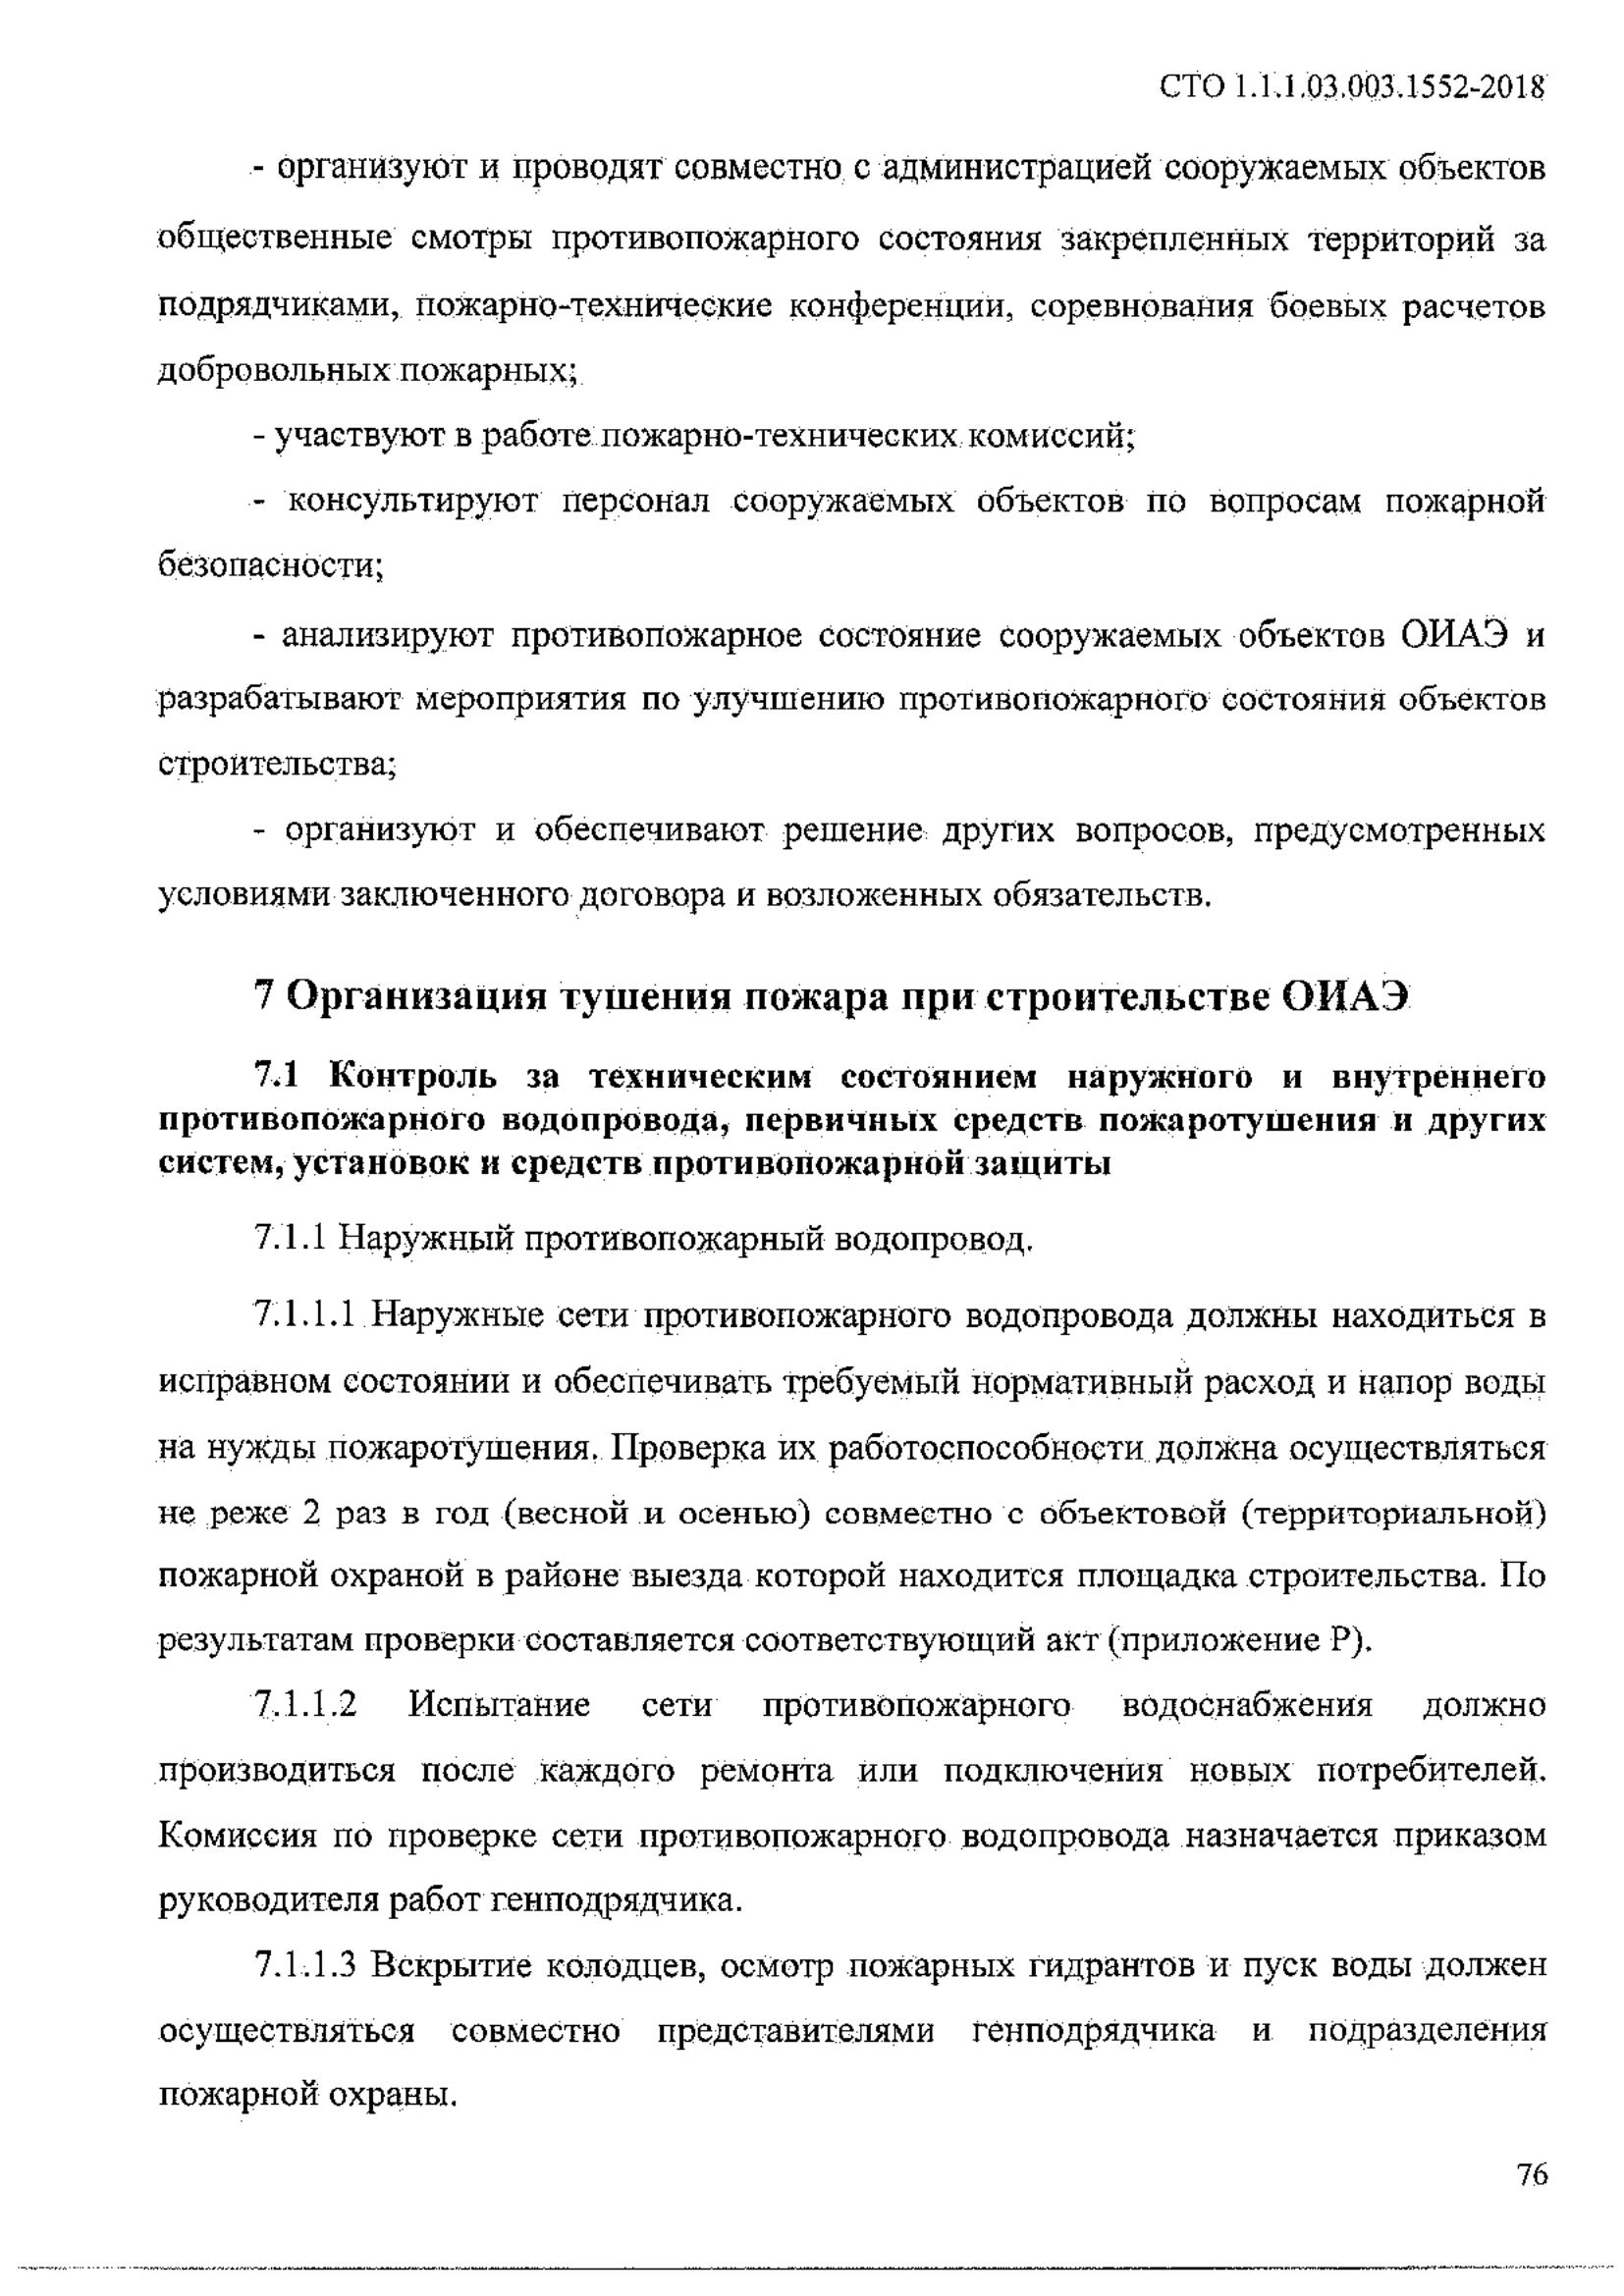 СТО 1.1.1.03.003.1552-2018
- организуют и проводят совместно с администрацией сооружаемых объектов
общественные смотры противопожарного состояния закрепленных территорий за
подрядчиками, пожарно-технические конференции, соревнования боевых расчетов
добровольных пожарных;
- участвуют в работе пожарно-технических комиссий;
- консультируют персонал сооружаемых объектов по вопросам пожарной
безопасности;
- анализируют противопожарное состояние сооружаемых объектов ОИАЭ и
разрабатывают мероприятия по улучшению противопожарного состояния объектов
строительства;
- организуют и обеспечивают решение других вопросов, предусмотренных
условиями заключенного договора и возложенных обязательств.
7 Организация тушения пожара при строительстве ОИАЭ
7.1 Контроль за техническим состоянием наружного и внутреннего
противопожарного водопровода, первичных средств пожаротушения и других
систем, установок и средств противопожарной защиты
7.1.1 Наружный противопожарный водопровод.
7.1.1.1 Наружные сети противопожарного водопровода должны находиться в
исправном состоянии и обеспечивать требуемый нормативный расход и напор воды
на нужды пожаротушения. Проверка их работоспособности должна осуществляться
не реже 2 раз в год (весной и осенью) совместно с объектовой (территориальной)
пожарной охраной в районе выезда которой находится площадка строительства. По
результатам проверки составляется соответствующий акт (приложение Р).
7.1.1.2 Испытание сети противопожарного водоснабжения должно
производиться после каждого ремонта или подключения новых потребителей.
Комиссия по проверке сети противопожарного водопровода назначается приказом
руководителя работ генподрядчика.
7.1.1.3 Вскрытие колодцев, осмотр пожарных гидрантов и пуск воды должен
осуществляться совместно представителями генподрядчика и подразделения
пожарной охраны.
76